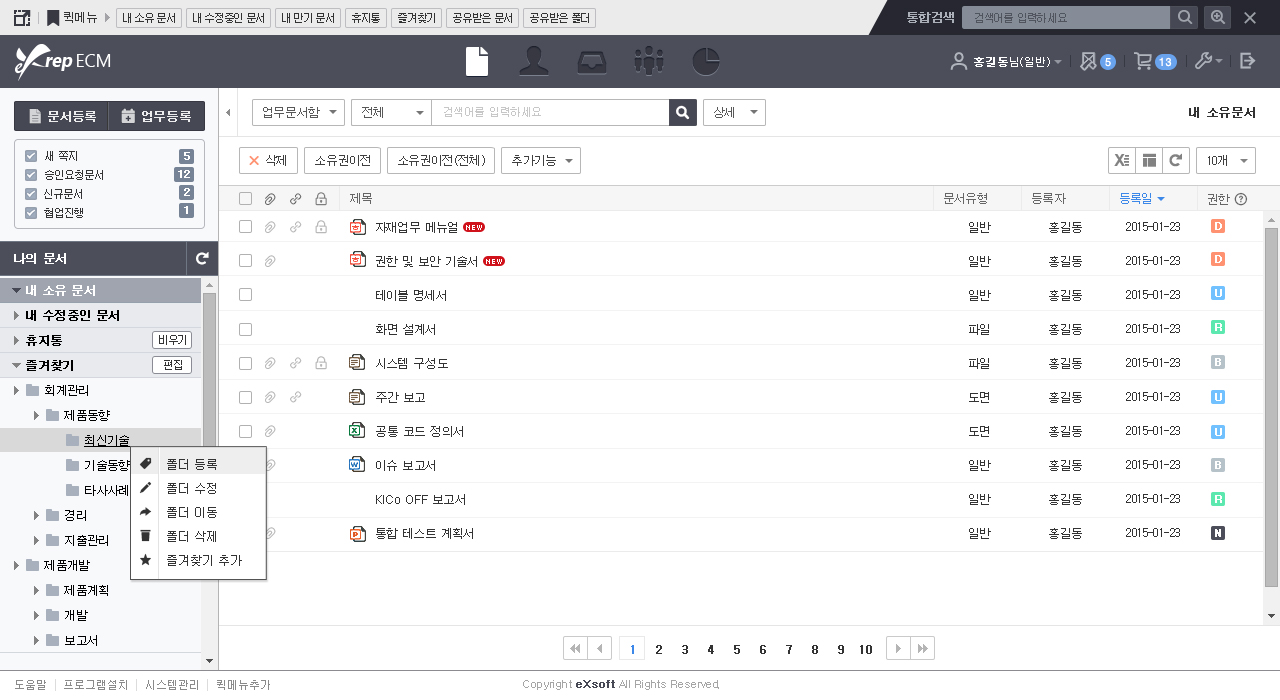 퀵메뉴 내 소유 문서 내 수정중인 문서 내 만기 문서 휴지통 즐겨찾기 공유받은 문서 공유받은 폴더 통합검색 검색어를 입력하세요
Xrep ECM 홍길동님(일반) 5 13
문서등록 업무등록
새 쪽지 5
승인요청문서 12
신규문서 2
협업진행 1
나의 문서
내 소유 문서
내 수정중인 문서
휴지통 비우기
즐겨찾기 편집
회계관리
제품동향
최신기술
기술동향
타사사례
경리
지출관리
제품개발
제품계획
개발
보고서
폴더 등록
폴더 수정
폴더 이동
폴더 삭제
즐겨찾기 추가
업무문서함 전체 검색어를 입력하세요 상세 내 소유문서
삭제 소유권이전 소유권이전(전체) 추가기능 10개
제목 문서유형 등록자 등록일 권한
자재업무 메뉴얼 NEW 일반 홍길동 2015-01-23 D
권한 및 보안 기술서 NEW 일반 홍길동 2015-01-23 D
테이블 명세서 일반 홍길동 2015-01-23 U
화면 설계서 파일 홍길동 2015-01-23 R
시스템 구성도 파일 홍길동 2015-01-23 B
주간 보고 도면 홍길동 2015-01-23 U
공통 코드 정의서 도면 홍길동 2015-01-23 U
이슈 보고서 일반 홍길동 2015-01-23 B
KICo OFF 보고서 일반 홍길동 2015-01-23 R
통합 테스트 계획서 일반 홍길동 2015-01-23 N
1 2 3 4 5 6 7 8 9 10
도움말 프로그램설치 시스템관리 퀵메뉴추가 Copyright eXsoft All Rights Reserved.